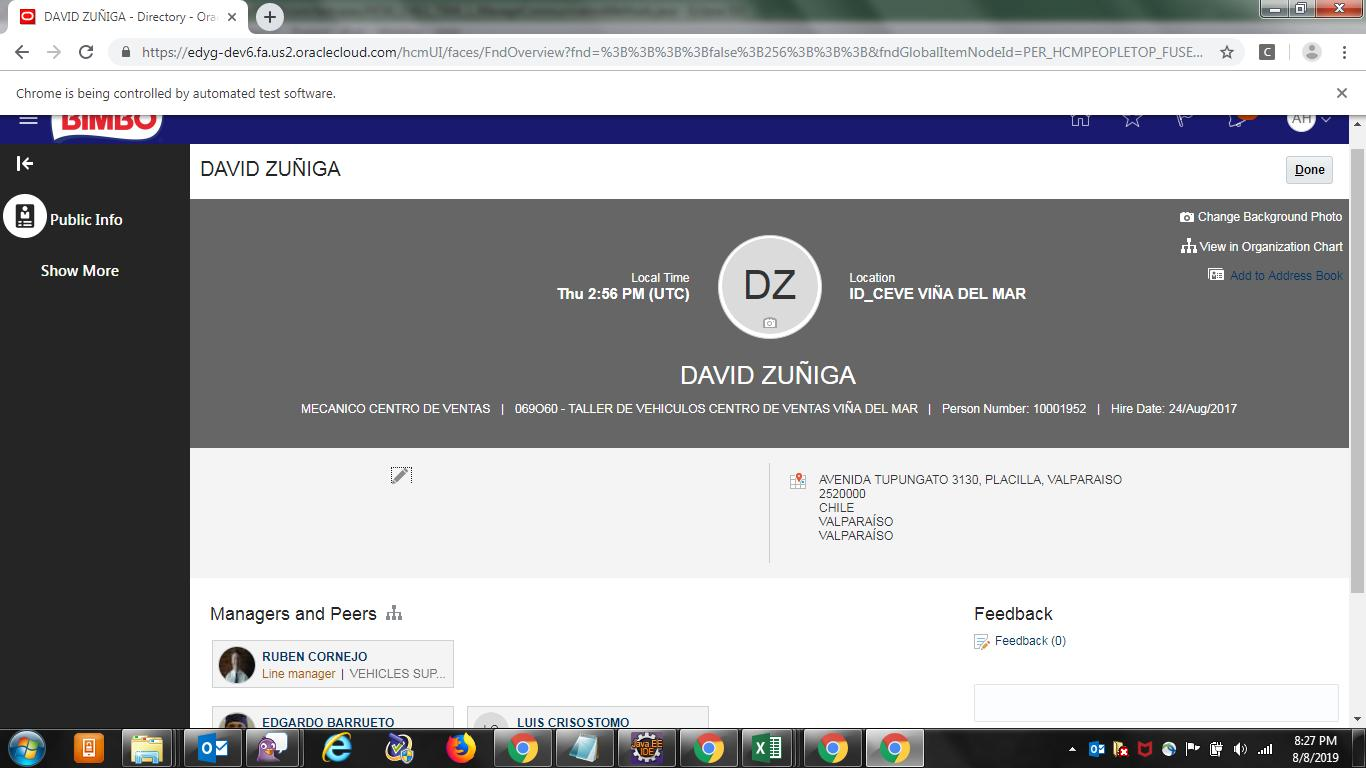 DAVID ZUÑIGA - Directory - Ora
https://edyg-dev6.fa.us2.oraclecloud.com/hcmUI/faces/FndOverview?fnd=%3B%3B%3B%3Bfalse%3B256%3B%3B%3B&fndGlobalItemNodeId=PER_HCMPEOPLETOP_FUSE...
C
Chrome is being controlled by automated test software.
BIMBO
AH
DAVID ZUÑIGA
Done
Public Info
Show More
Change Background Photo
View in Organization Chart
Add to Address Book
Local Time
Thu 2:56 PM (UTC)
DZ
Location
ID_CEVE VIÑA DEL MAR
DAVID ZUÑIGA
MECANICO CENTRO DE VENTAS | 069O60 - TALLER DE VEHICULOS CENTRO DE VENTAS VIÑA DEL MAR | Person Number: 10001952 | Hire Date: 24/Aug/2017
AVENIDA TUPUNGATO 3130, PLACILLA, VALPARAISO
2520000
CHILE
VALPARAÍSO
VALPARAÍSO
Managers and Peers
RUBEN CORNEJO
Line manager | VEHICLES SUP...
EDGARDO BARRUETO
LUIS CRISOSTOMO
Feedback
Feedback (0)
Java EE
IDE
8:27 PM
8/8/2019